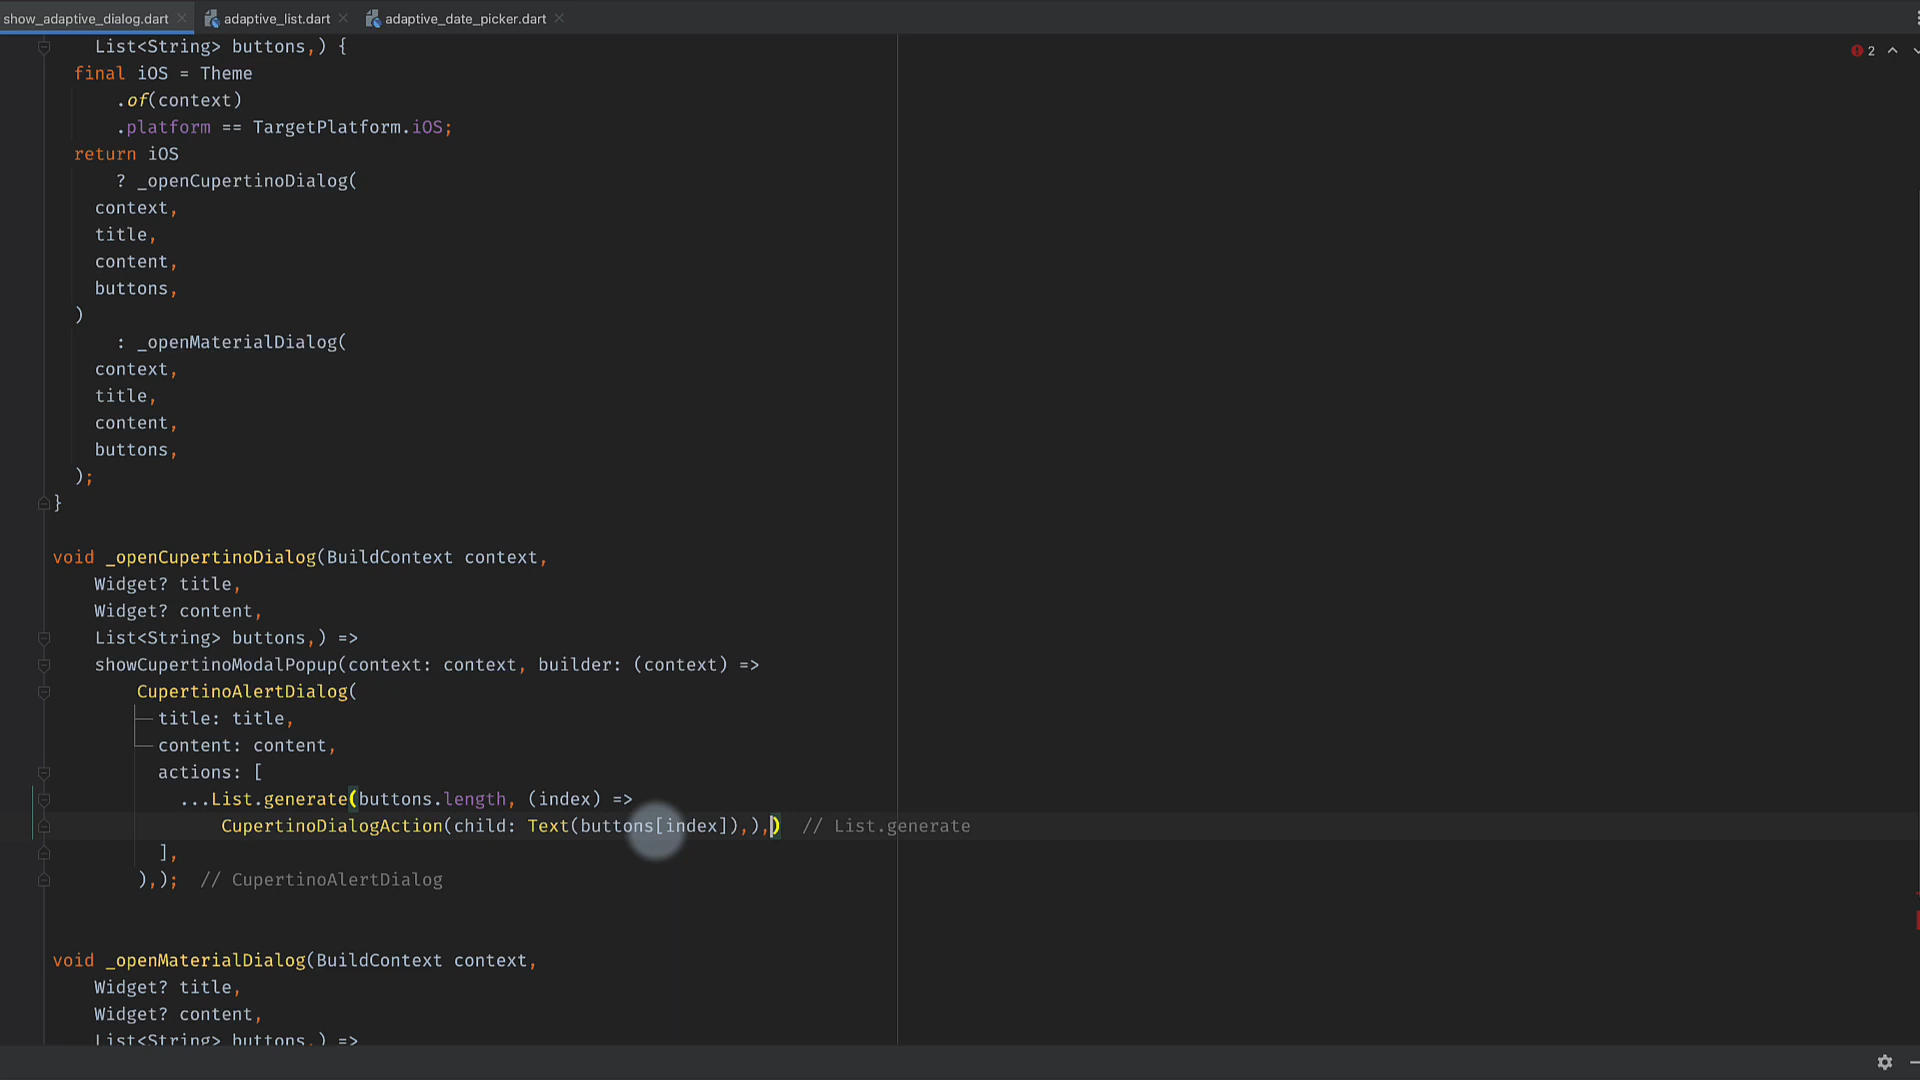 show_adaptive_dialog.dart adaptive_list.dart adaptive_date_picker.dart
List<String> buttons,) {
2
final iOS = Theme
.of(context)
.platform == TargetPlatform.iOS;
return iOS
? _openCupertinoDialog(
context,
title,
content,
buttons,
)
: _openMaterialDialog(
context,
title,
content,
buttons,
);
}
void _openCupertinoDialog(BuildContext context,
Widget? title,
Widget? content,
List<String> buttons,) =>
showCupertinoModalPopup(context: context, builder: (context) =>
CupertinoAlertDialog(
title: title,
content: content,
actions: [
...List.generate(buttons.length, (index) =>
CupertinoDialogAction(child: Text(buttons[index]),),) // List.generate
],
),); // CupertinoAlertDialog
void _openMaterialDialog(BuildContext context,
Widget? title,
Widget? content,
List<String> buttons,) =>